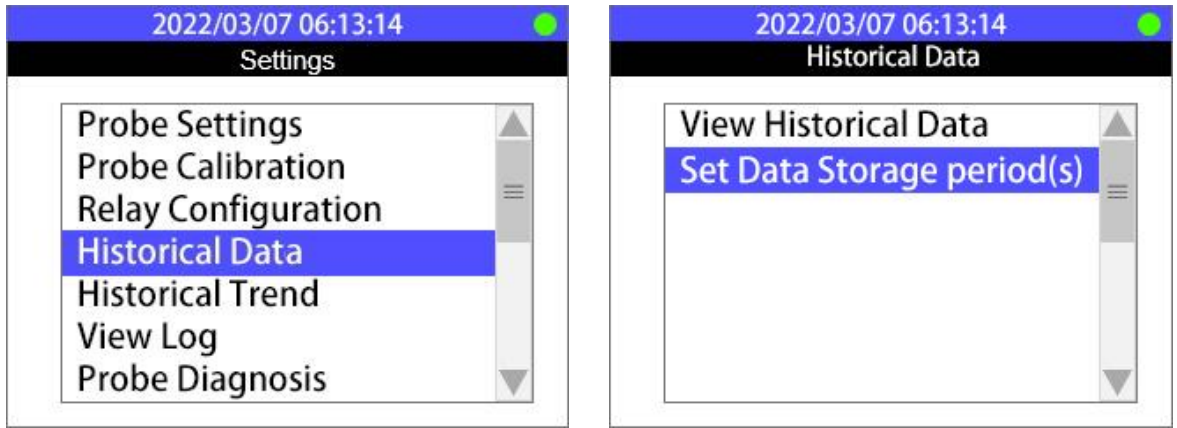 2022/03/07 06:13:14
Settings
Probe Settings
Probe Calibration
Relay Configuration
Historical Data
Historical Trend
View Log
Probe Diagnosis
2022/03/07 06:13:14
Historical Data
View Historical Data
Set Data Storage period(s)